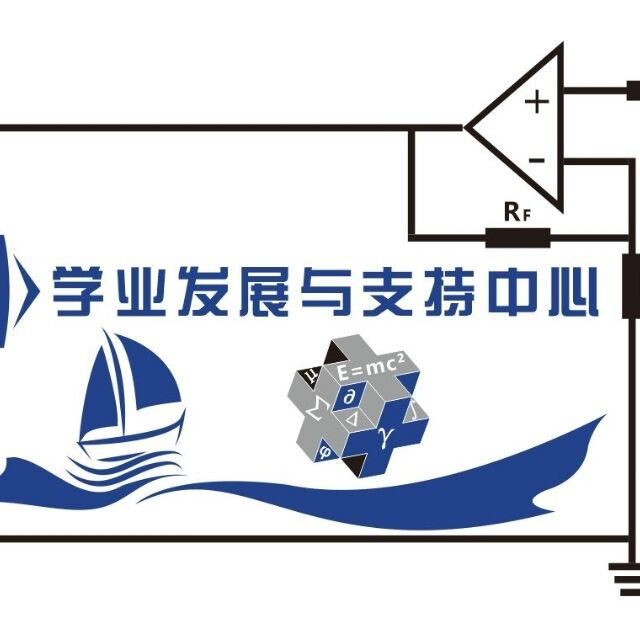 +
-
RF
学业发展与支持中心
μ E=mc²
Σ ∂ ∫
▷ γ
φ